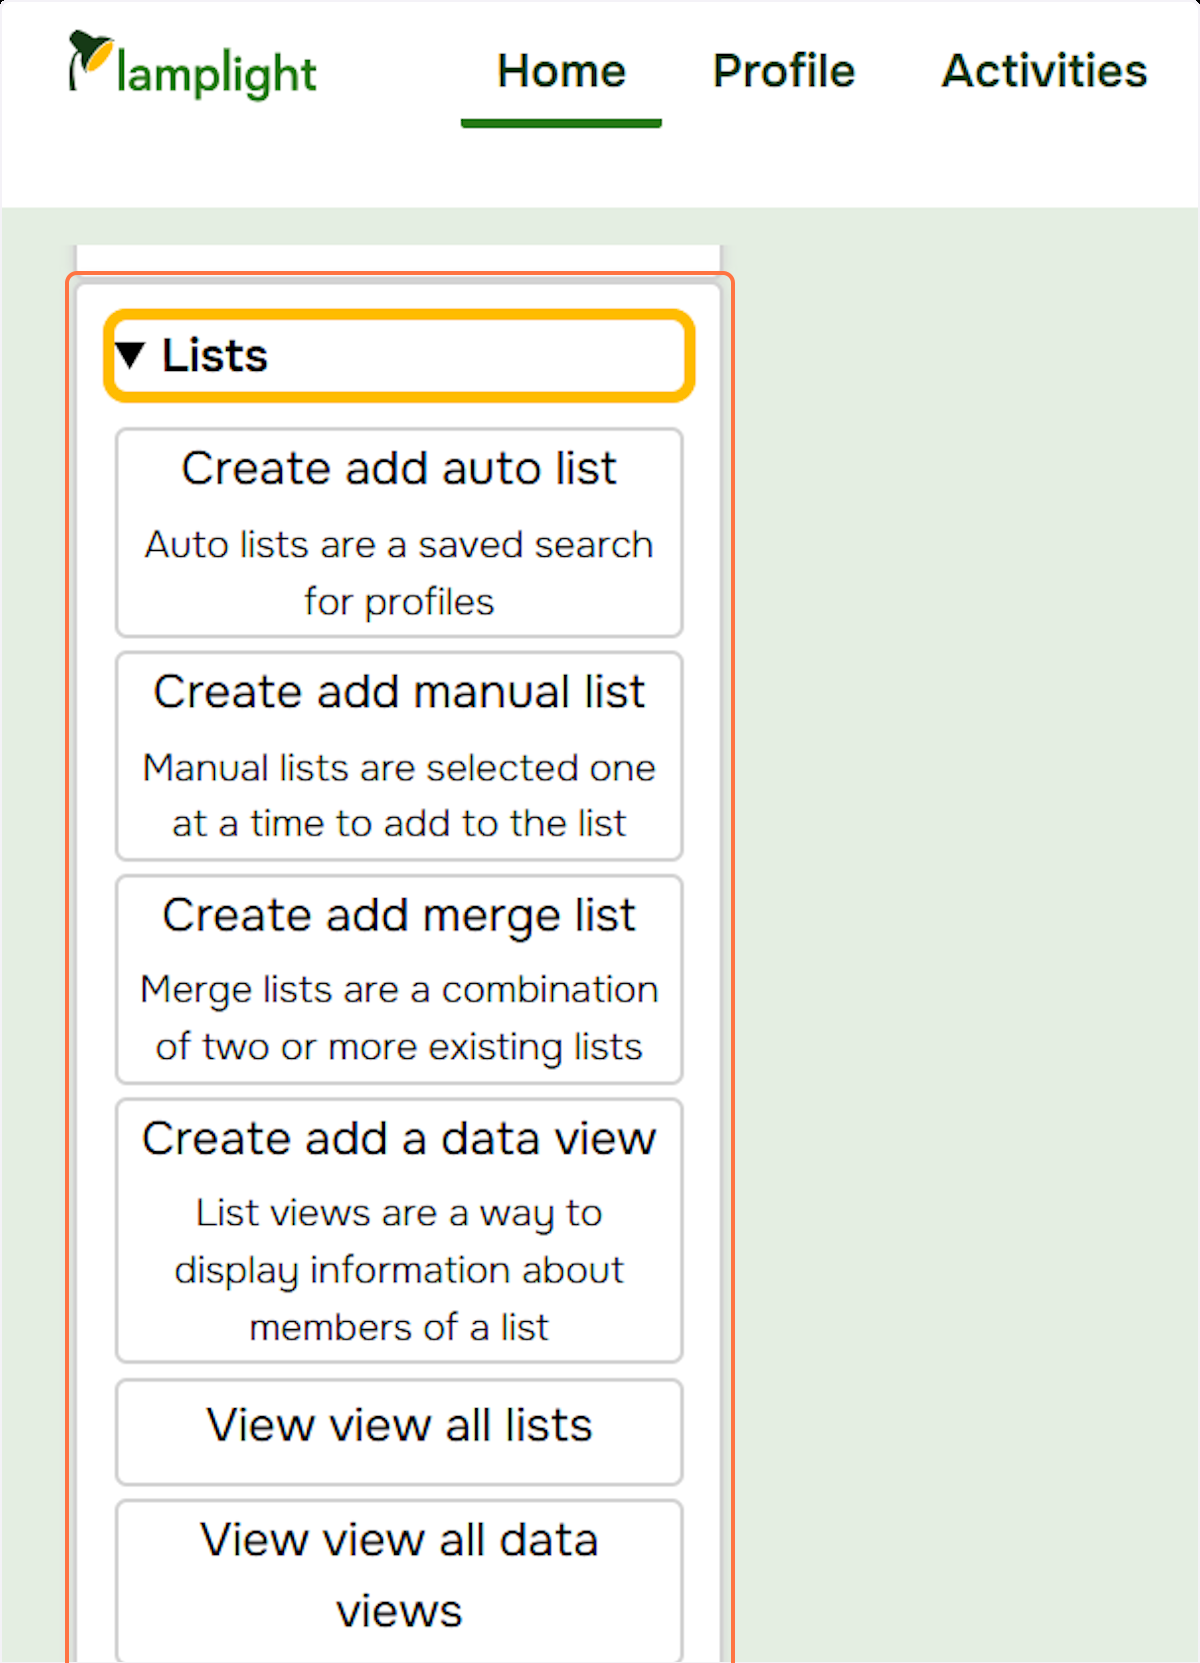 lamplight
Home Profile Activities
Lists
Create add auto list
Auto lists are a saved search
for profiles
Create add manual list
Manual lists are selected one
at a time to add to the list
Create add merge list
Merge lists are a combination
of two or more existing lists
Create add a data view
List views are a way to
display information about
members of a list
View view all lists
View view all data
views